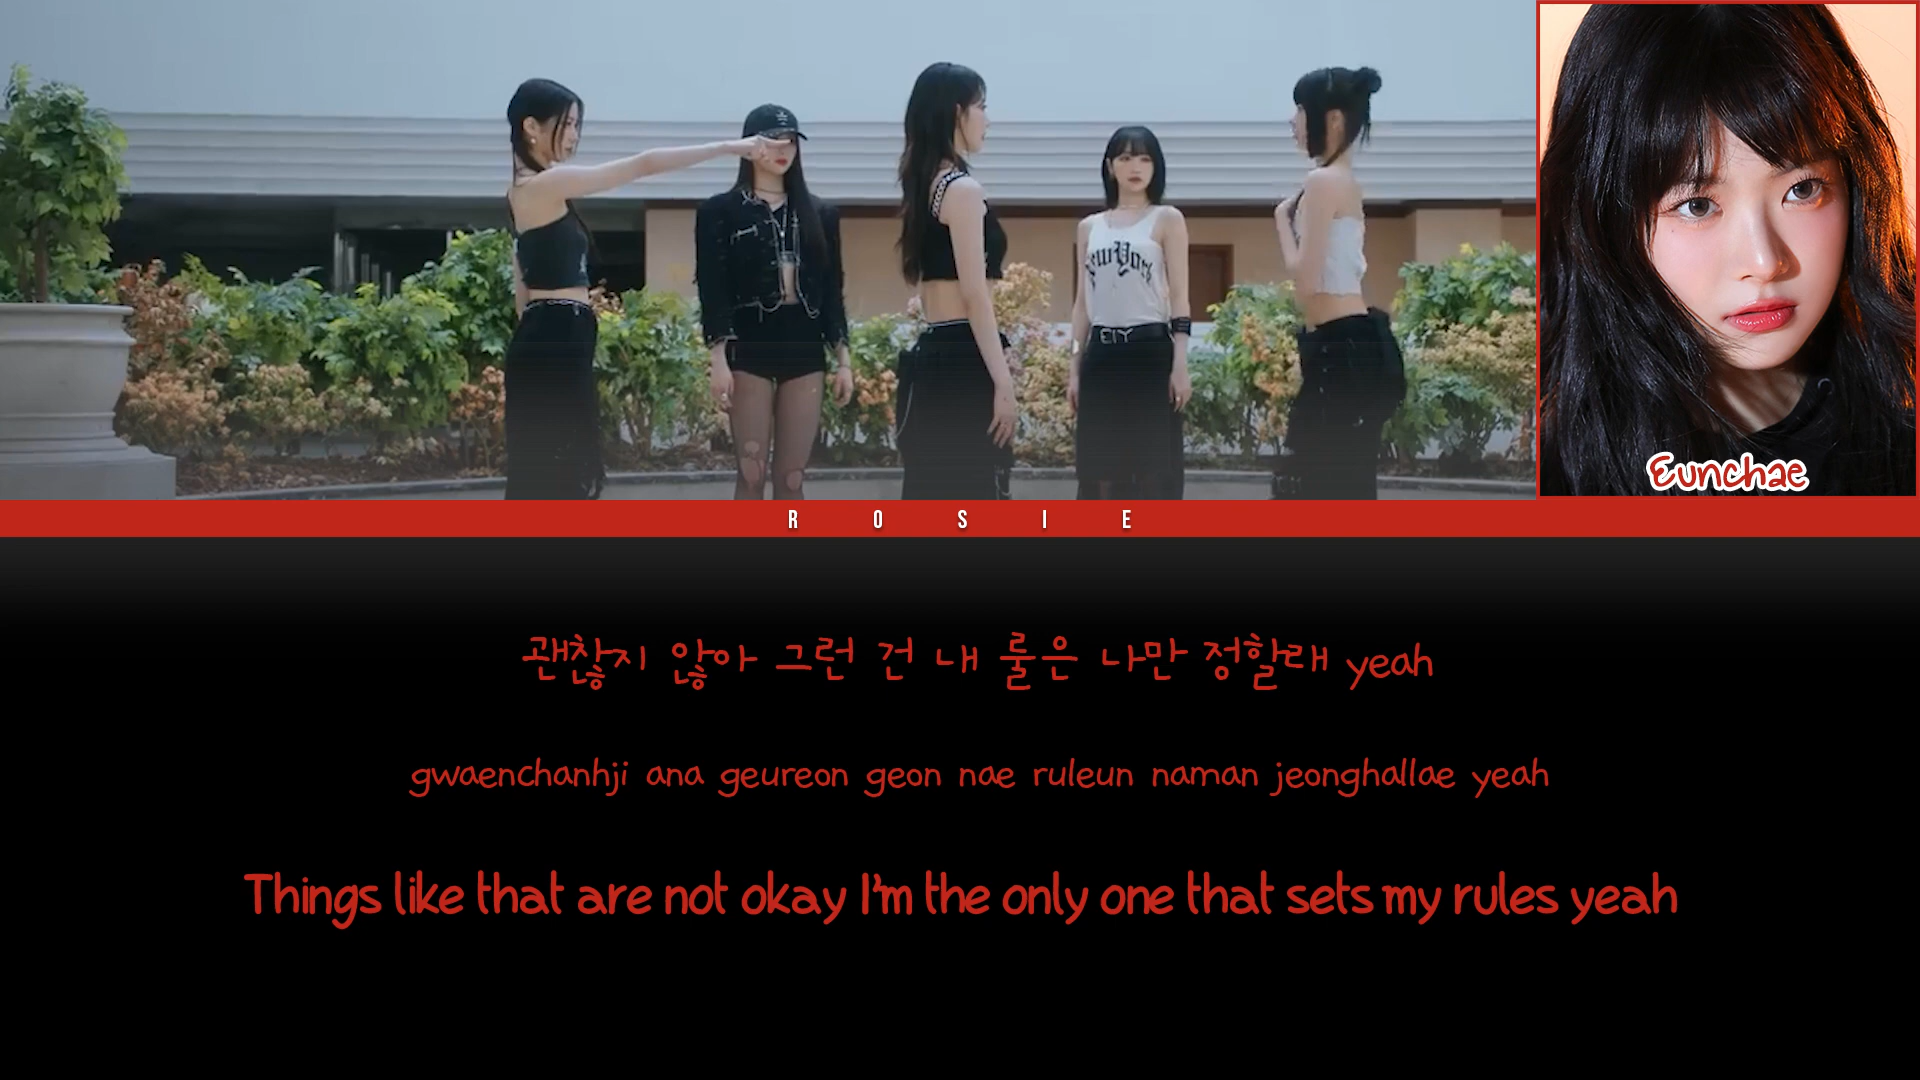 ewYork
EIY
Eunchae
R O S I E
괜찮지 않아 그런 건 내 룰은 나만 정할래 yeah
gwaenchanhji ana geureon geon nae ruleun naman jeonghallae yeah
Things like that are not okay I'm the only one that sets my rules yeah